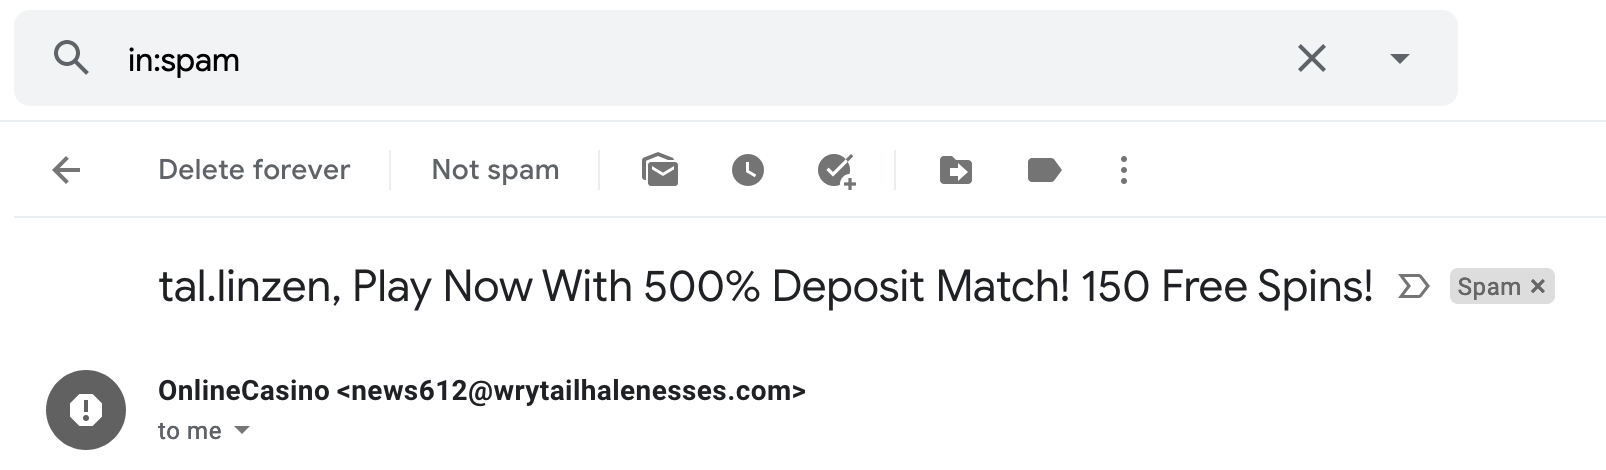 in:spam
Delete forever Not spam
tal.linzen, Play Now With 500% Deposit Match! 150 Free Spins! Spam ×
OnlineCasino <news612@wrytailhalenesses.com>
to me